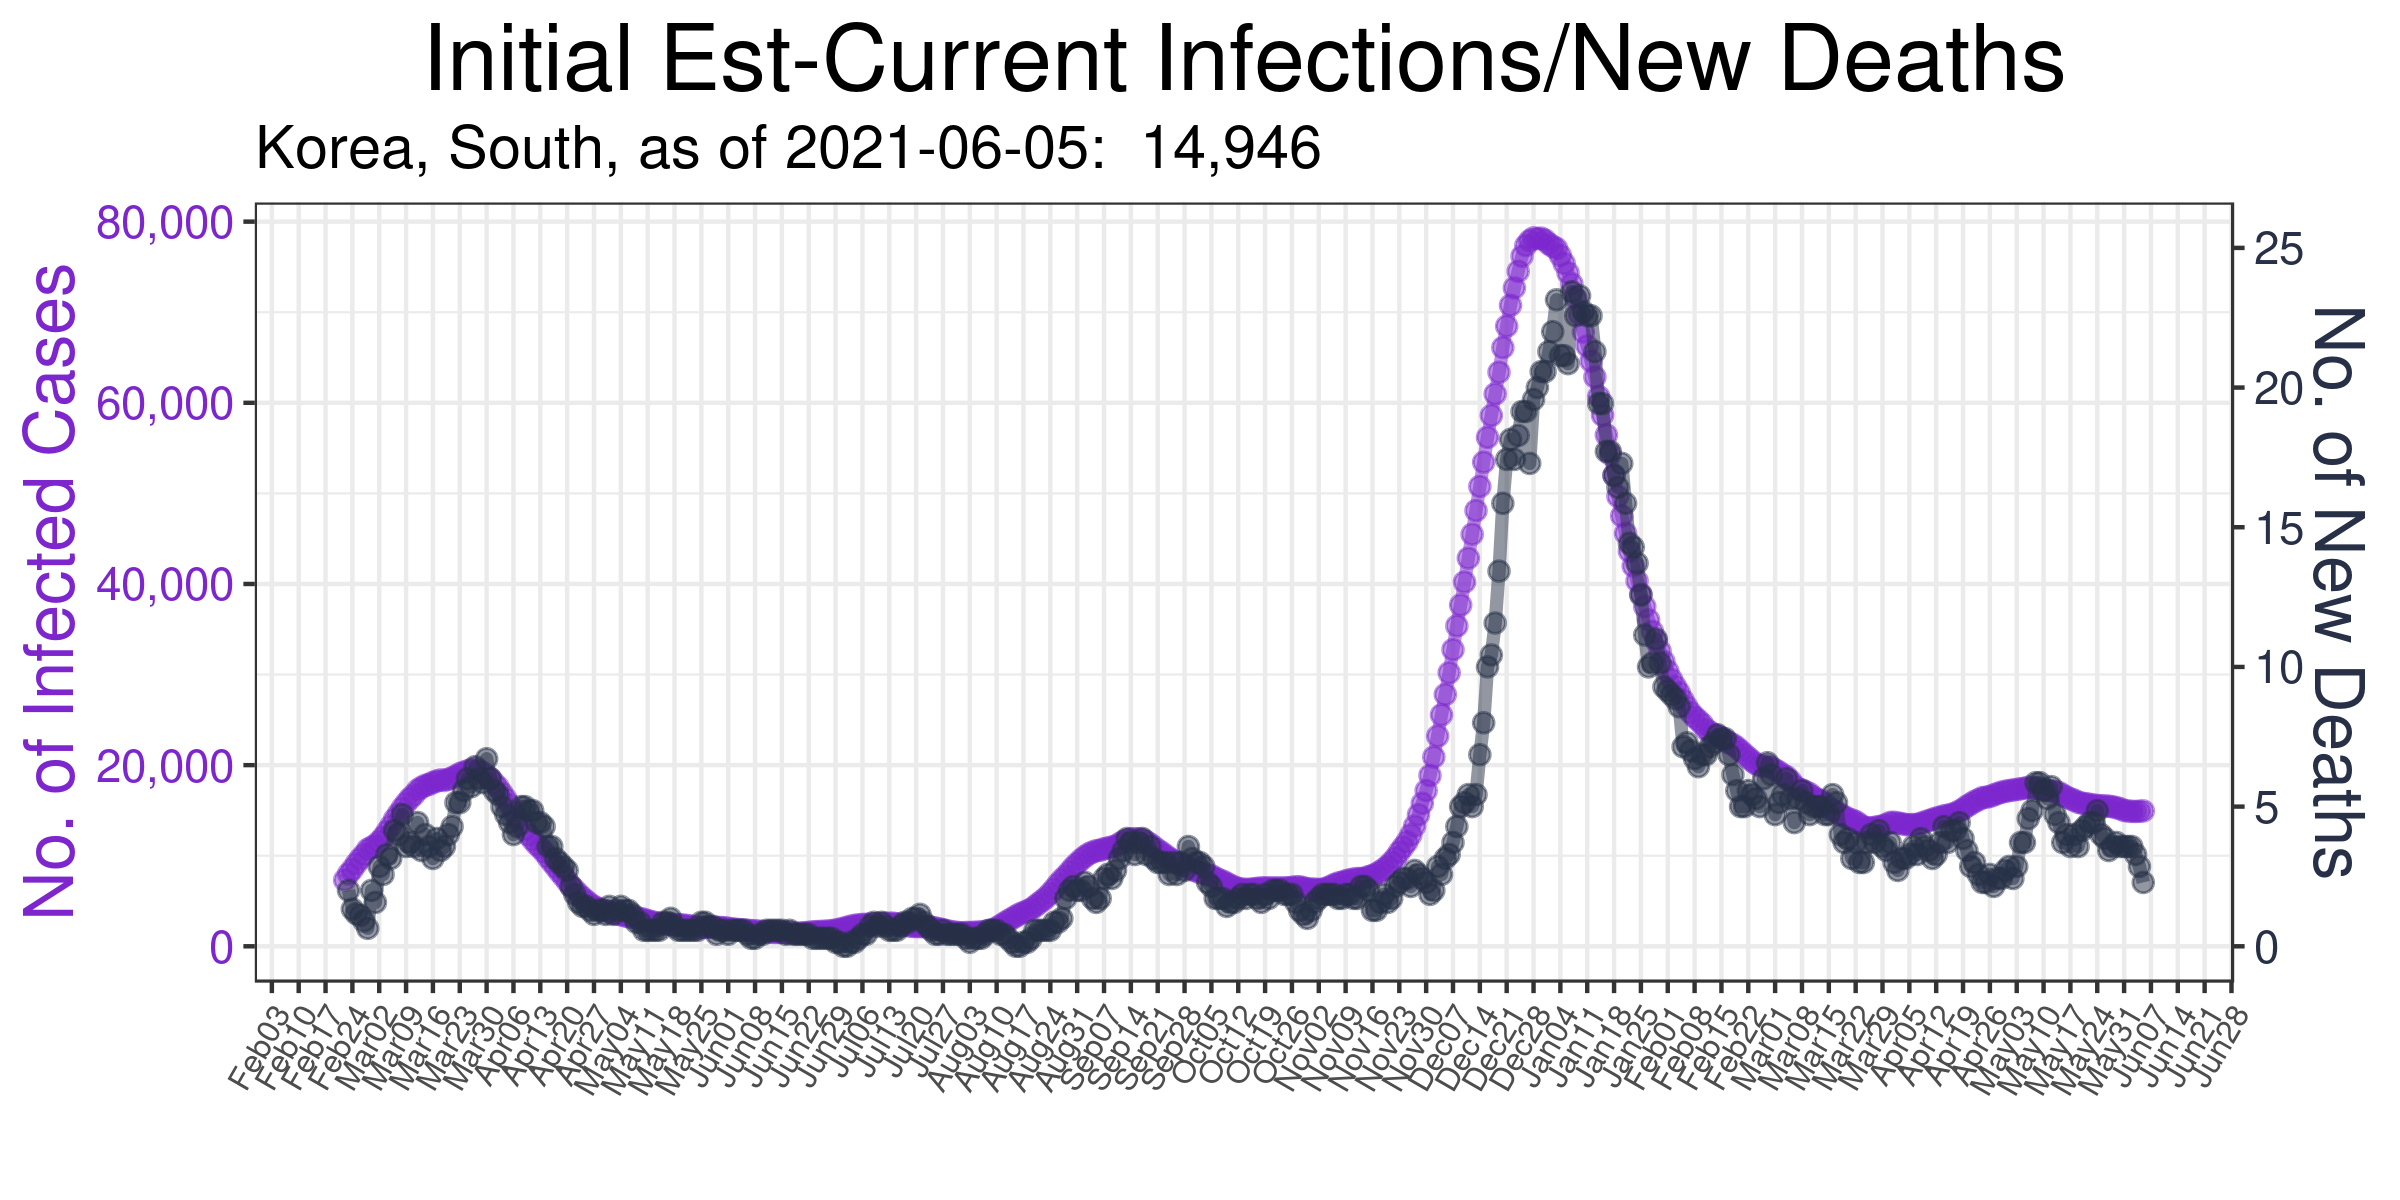 Initial Est-Current Infections/New Deaths
Korea, South, as of 2021-06-05:  14,946
No. of Infected Cases
80,000
60,000
40,000
20,000
0
25
20
15
10
5
0
No. of New Deaths
Feb03
Feb10
Feb17
Feb24
Mar02
Mar09
Mar16
Mar23
Mar30
Apr06
Apr13
Apr20
Apr27
May04
May11
May18
May25
Jun01
Jun08
Jun15
Jun22
Jun29
Jul06
Jul13
Jul20
Jul27
Aug03
Aug10
Aug17
Aug24
Aug31
Sep07
Sep14
Sep21
Sep28
Oct05
Oct12
Oct19
Oct26
Nov02
Nov09
Nov16
Nov23
Nov30
Dec07
Dec14
Dec21
Dec28
Dec04
Jan11
Jan18
Jan25
Feb01
Feb08
Feb15
Feb22
Mar01
Mar08
Mar15
Mar22
Mar29
Apr05
Apr12
Apr19
Apr26
May03
May10
May17
May24
May31
Jun07
Jun14
Jun21
Jun28